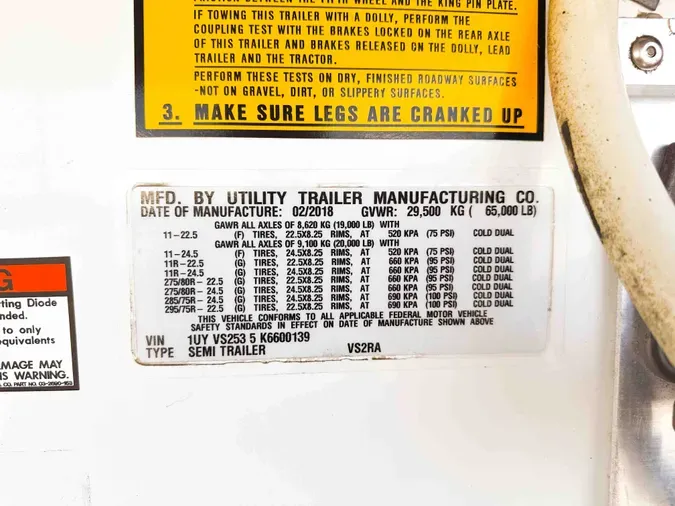 FRICTION BETWEEN THE FIFTH WHEEL AND THE KING PIN PLATE.
IF TOWING THIS TRAILER WITH A DOLLY, PERFORM THE
COUPLING TEST WITH THE BRAKES LOCKED ON THE REAR AXLE
OF THIS TRAILER AND BRAKES RELEASED ON THE DOLLY, LEAD
TRAILER AND THE TRACTOR.
PERFORM THESE TESTS ON DRY, FINISHED ROADWAY SURFACES
-NOT ON GRAVEL, DIRT, OR SLIPPERY SURFACES.
3. MAKE SURE LEGS ARE CRANKED UP
MFD. BY UTILITY TRAILER MANUFACTURING CO.
DATE OF MANUFACTURE: 02/2018 GVWR: 29,500 KG ( 65,000 LB)
GAWR ALL AXLES OF 8,620 KG (19,000 LB) WITH
11-22.5 (F) TIRES, 22.5X8.25 RIMS, AT 520 KPA (75 PSI) COLD DUAL
GAWR ALL AXLES OF 9,100 KG (20,000 LB) WITH
11-24.5 (F) TIRES, 24.5X8.25 RIMS, AT 520 KPA (75 PSI) COLD DUAL
11R-22.5 (G) TIRES, 22.5X8.25 RIMS, AT 660 KPA (95 PSI) COLD DUAL
11R-24.5 (G) TIRES, 24.5X8.25 RIMS, AT 660 KPA (95 PSI) COLD DUAL
275/80R- 22.5 (G) TIRES, 22.5X8.25 RIMS, AT 660 KPA (95 PSI) COLD DUAL
275/80R- 24.5 (G) TIRES, 24.5X8.25 RIMS, AT 660 KPA (95 PSI) COLD DUAL
285/75R- 24.5 (G) TIRES, 24.5X8.25 RIMS, AT 690 KPA (100 PSI) COLD DUAL
295/75R- 22.5 (G) TIRES, 22.5X8.25 RIMS, AT 690 KPA (100 PSI) COLD DUAL
THIS VEHICLE CONFORMS TO ALL APPLICABLE FEDERAL MOTOR VEHICLE
SAFETY STANDARDS IN EFFECT ON DATE OF MANUFACTURE SHOWN ABOVE
VIN 1UY VS253 5 K6600139
TYPE SEMI TRAILER VS2RA
G
tting Diode
nded.
to only
equivalents
AMAGE MAY
IS WARNING.